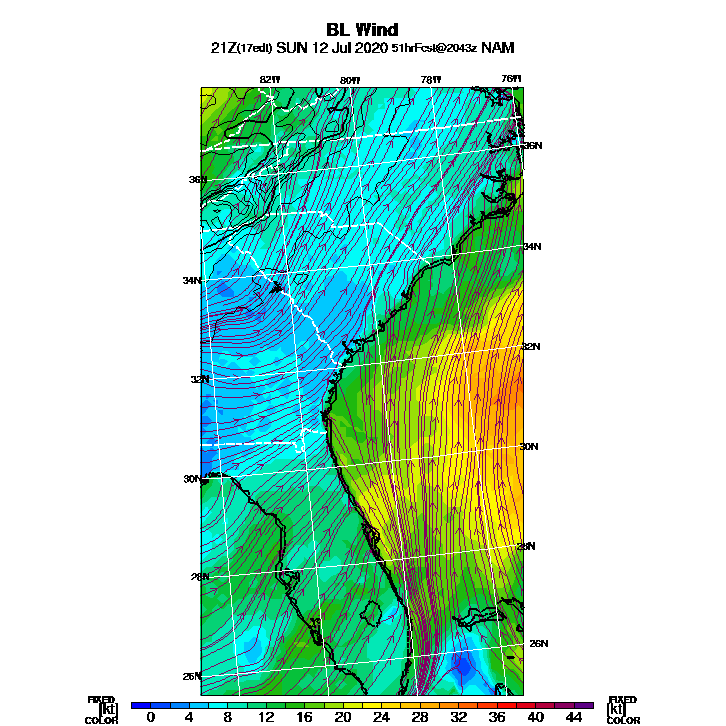 BL Wind
21Z(17edt) SUN 12 Jul 2020 51hrFcst@2043z NAM
82W 80W 78W 76W
36N
36N
34N
34N
32N
32N
30N
30N
28N
28N
26N
26N
FIXED FIXED
[kt] 0 4 8 12 16 20 24 28 32 36 40 44 [kt]
COLOR COLOR